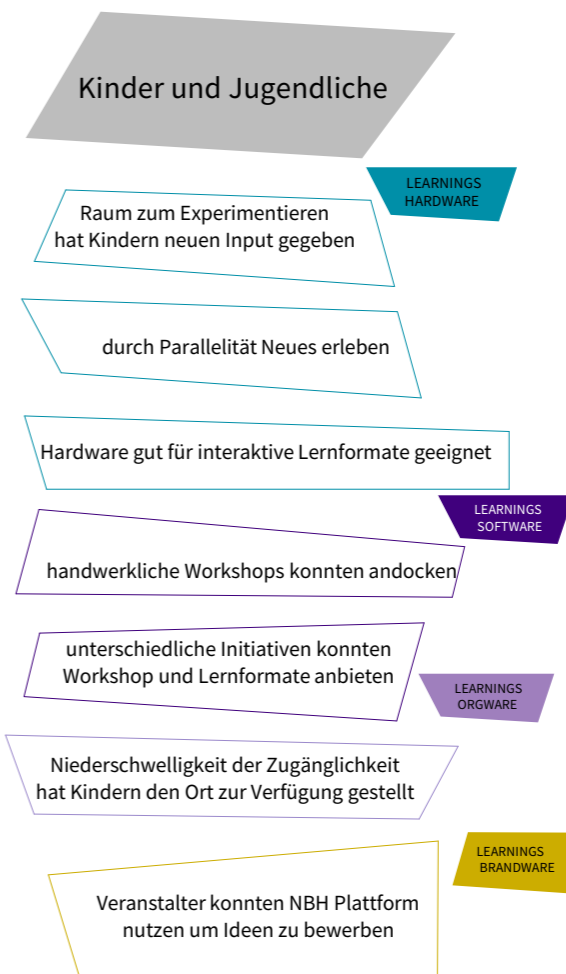 Kinder und Jugendliche
LEARNINGS
HARDWARE
Raum zum Experimentieren
hat Kindern neuen Input gegeben
durch Parallelität Neues erleben
Hardware gut für interaktive Lernformate geeignet
LEARNINGS
SOFTWARE
handwerkliche Workshops konnten andocken
unterschiedliche Initiativen konnten
Workshop und Lernformate anbieten
LEARNINGS
ORGWARE
Niederschwelligkeit der Zugänglichkeit
hat Kindern den Ort zur Verfügung gestellt
LEARNINGS
BRANDWARE
Veranstalter konnten NBH Plattform
nutzen um Ideen zu bewerben